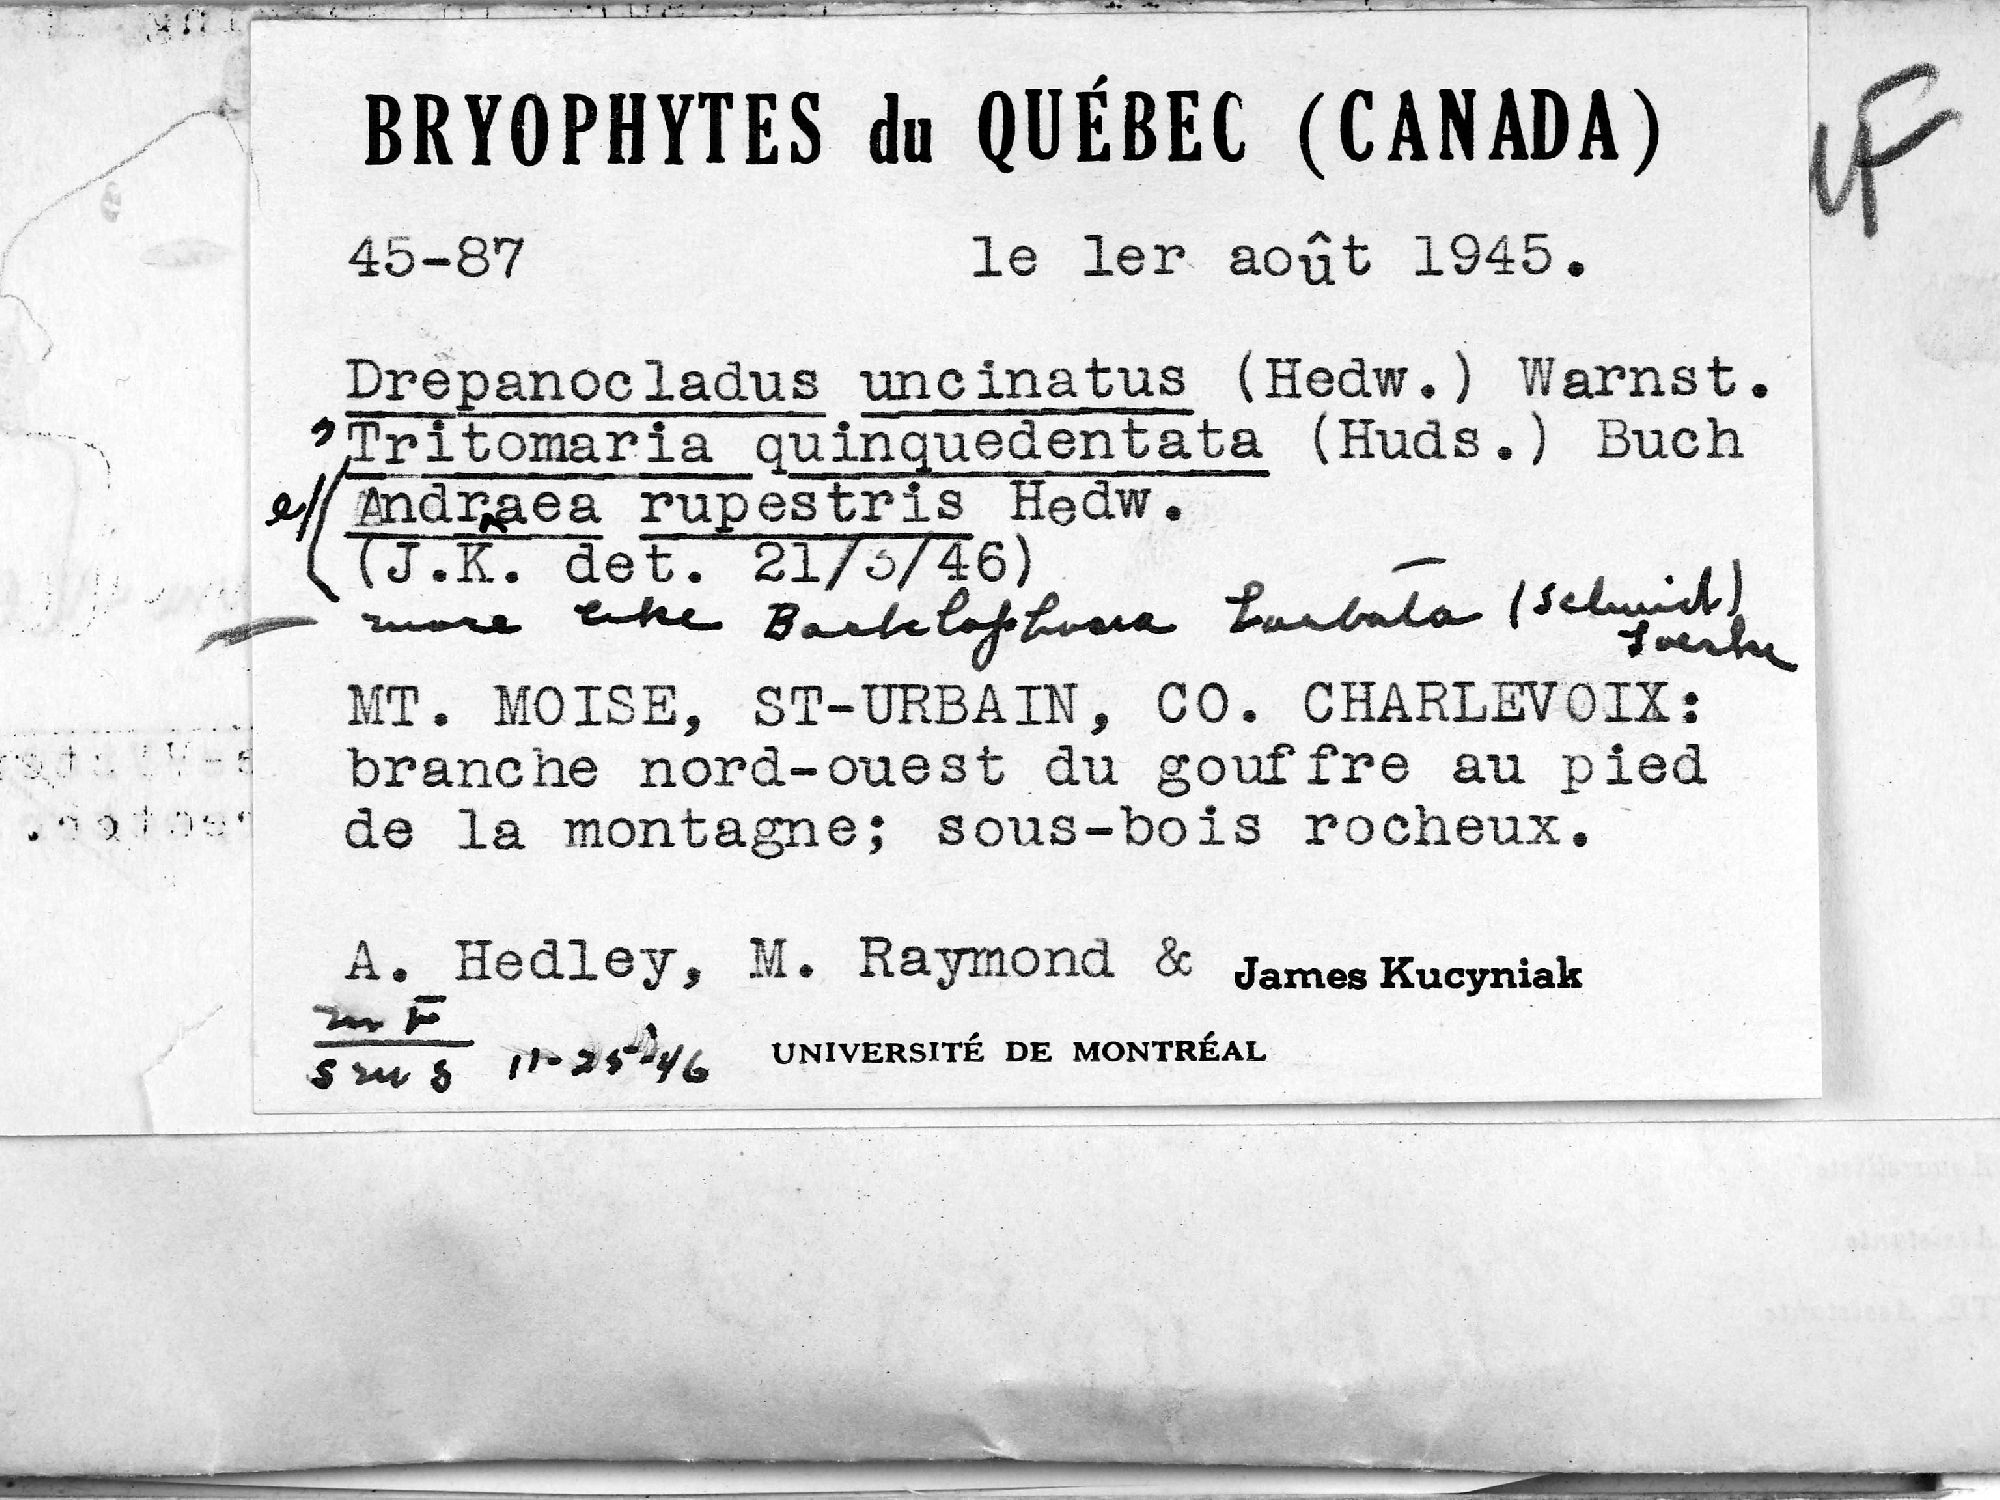 BRYOPHYTES du QUÉBEC (CANADA)
45-87 le 1er août 1945.
Drepanocladus uncinatus (Hedw.) Warnst.
Tritomaria quinquedentata (Huds.) Buch
Andraea rupestris Hedw.
(J.K. det. 21/3/46)
more like Barbilophozia barbata (Schmid)
Loeske
MT. MOISE, ST-URBAIN, CO. CHARLEVOIX:
branche nord-ouest du gouffre au pied
de la montagne; sous-bois rocheux.
A. Hedley, M. Raymond & James Kucyniak
mF
11-25-46 UNIVERSITÉ DE MONTRÉAL